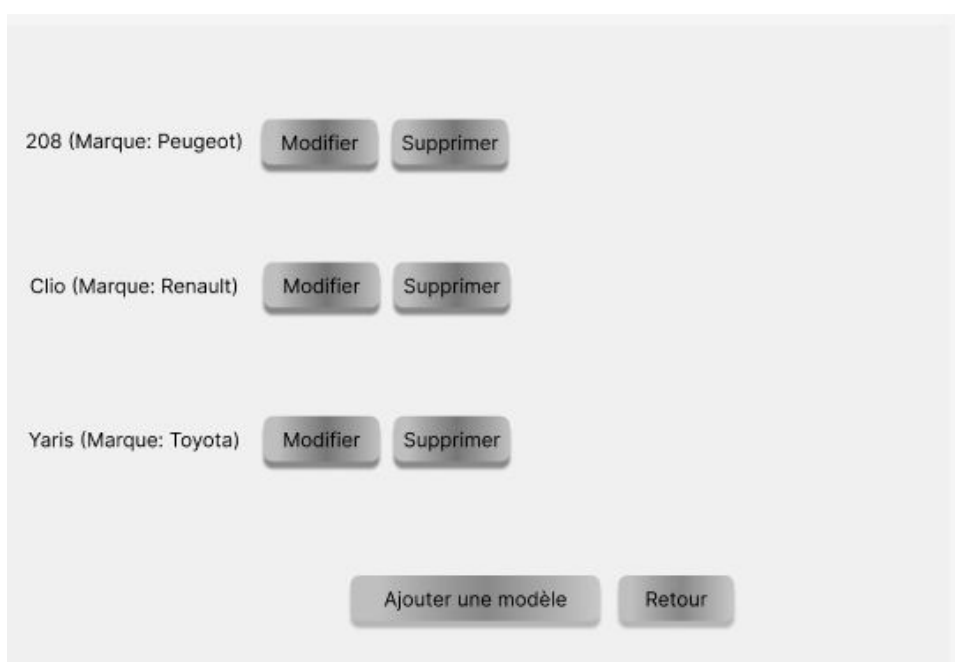 208 (Marque: Peugeot) Modifier Supprimer
Clio (Marque: Renault) Modifier Supprimer
Yaris (Marque: Toyota) Modifier Supprimer
Ajouter une modèle Retour